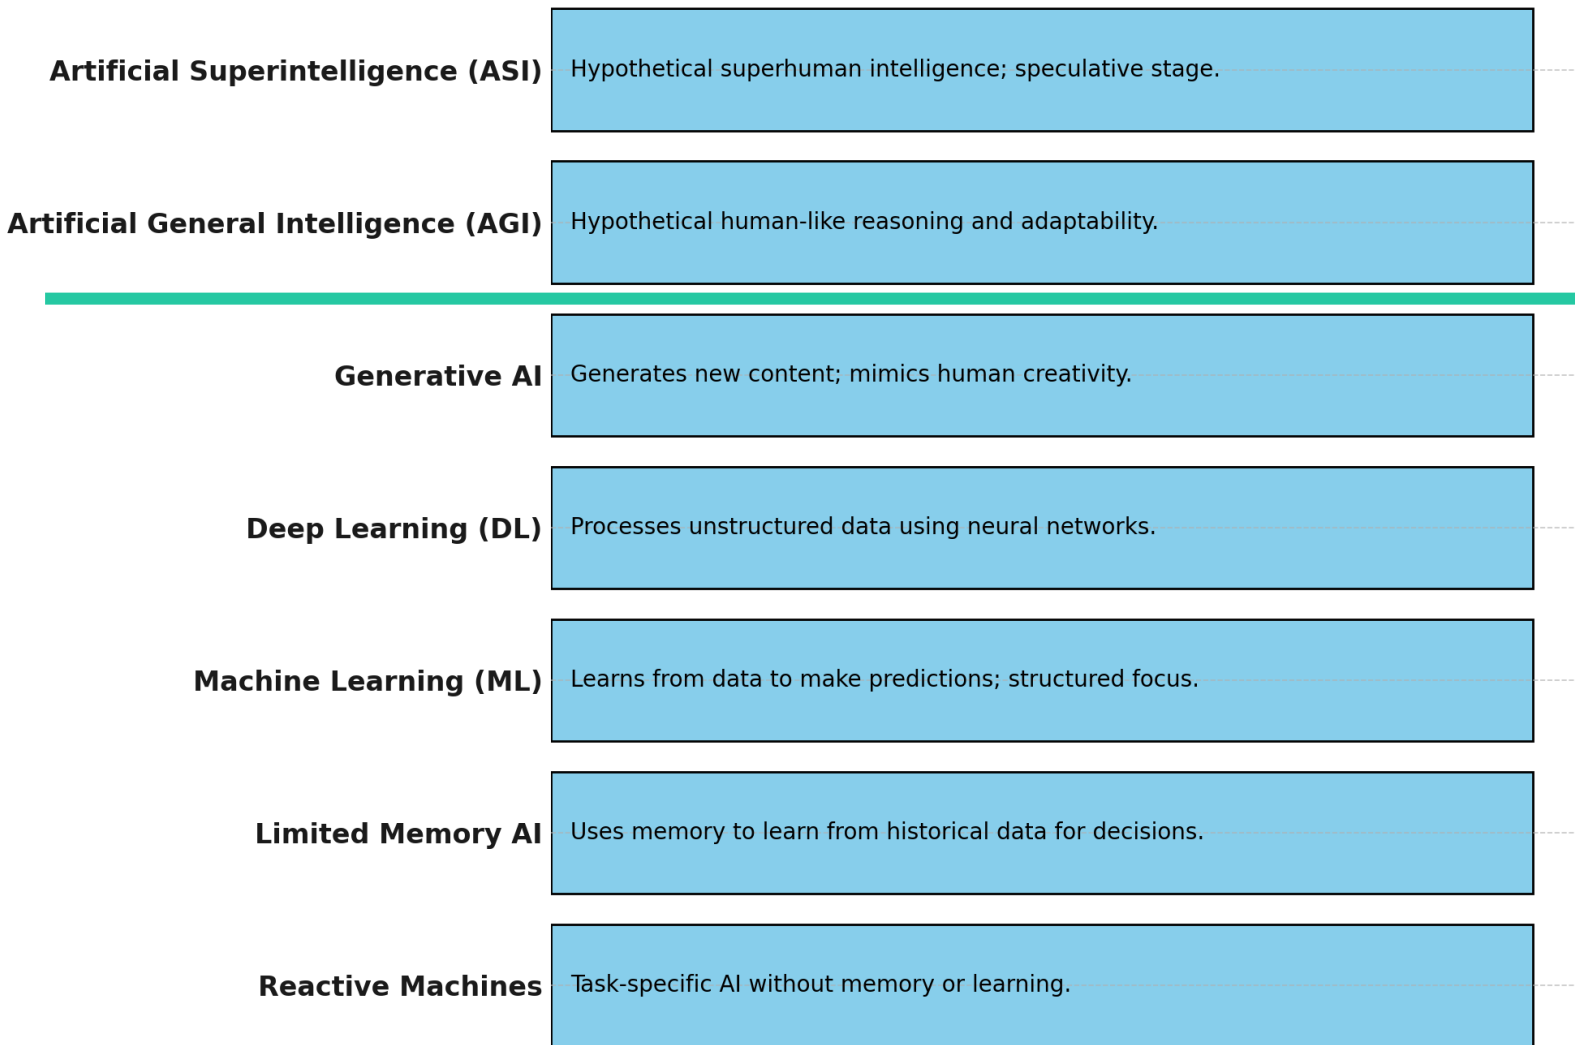 Artificial Superintelligence (ASI) Hypothetical superhuman intelligence; speculative stage.
Artificial General Intelligence (AGI) Hypothetical human-like reasoning and adaptability.
Generative AI Generates new content; mimics human creativity.
Deep Learning (DL) Processes unstructured data using neural networks.
Machine Learning (ML) Learns from data to make predictions; structured focus.
Limited Memory AI Uses memory to learn from historical data for decisions.
Reactive Machines Task-specific AI without memory or learning.